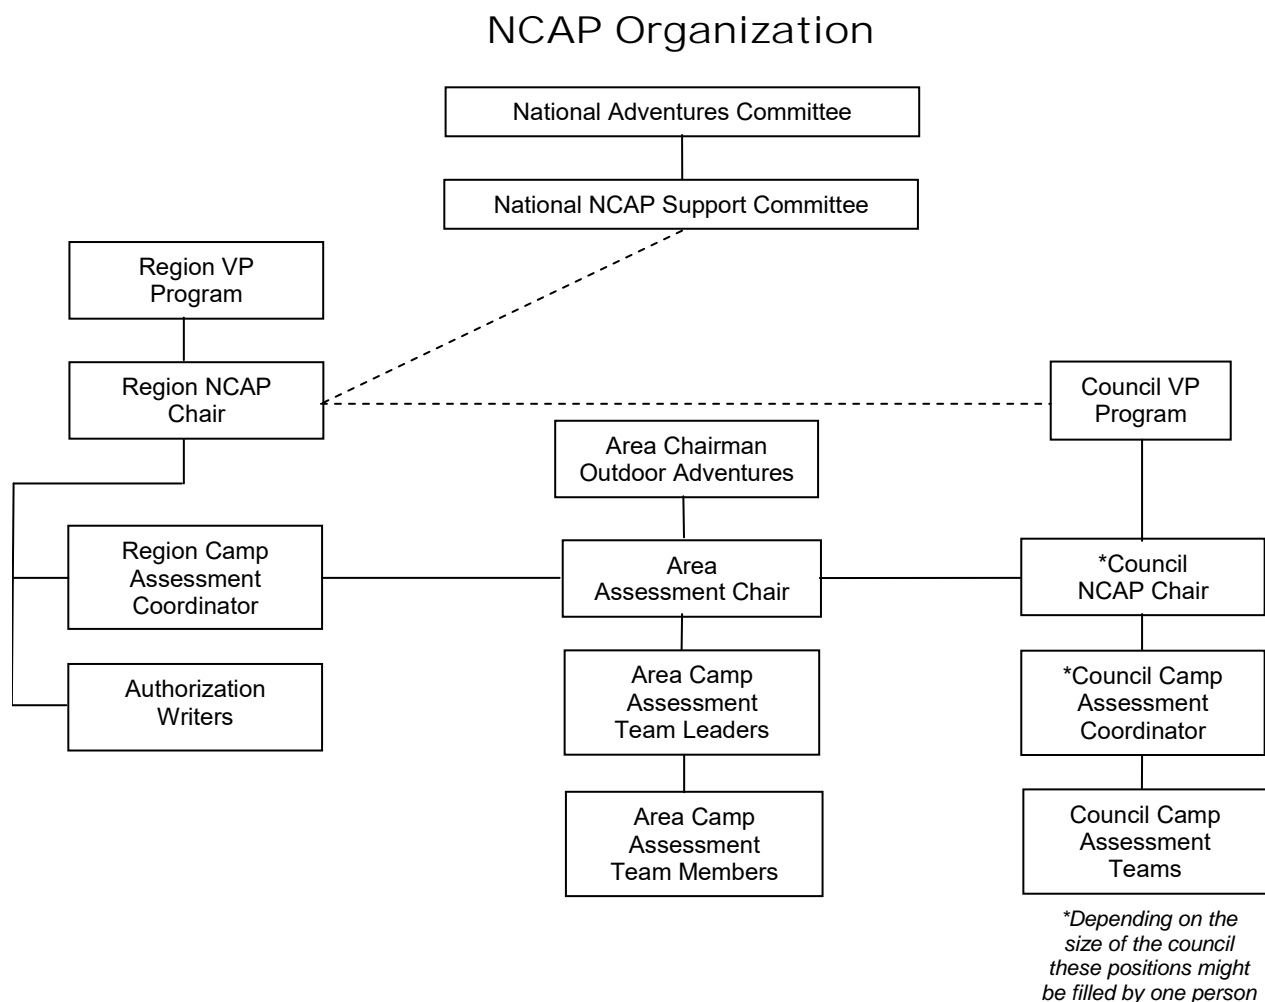 NCAP Organization
National Adventures Committee
National NCAP Support Committee
Region VP
Program
Region NCAP
Chair
Council VP
Program
Area Chairman
Outdoor Adventures
Region Camp
Assessment
Coordinator
Area
Assessment Chair
*Council
NCAP Chair
Authorization
Writers
Area Camp
Assessment
Team Leaders
*Council Camp
Assessment
Coordinator
Area Camp
Assessment
Team Members
Council Camp
Assessment
Teams
*Depending on the
size of the council
these positions might
be filled by one person